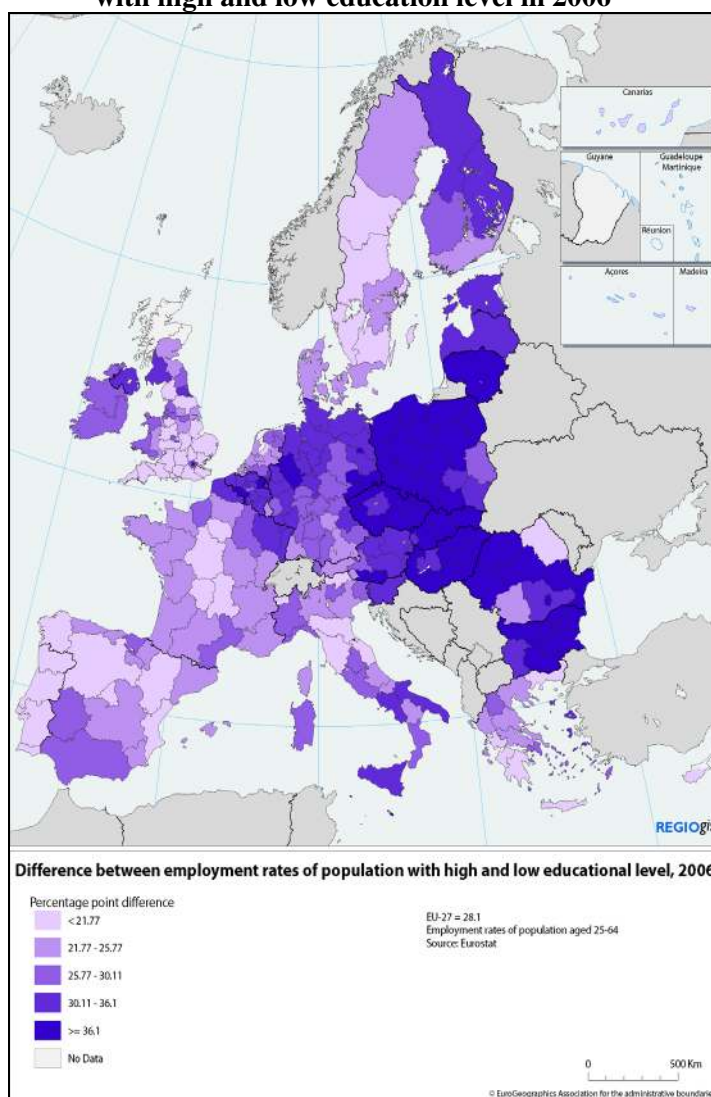 with high and low education level in 2006
Canarias
Guyane
Guadeloupe
Martinique
Réunion
Açores
Madeira
REGIOgis
Difference between employment rates of population with high and low educational level, 2006
Percentage point difference
< 21.77
21.77 - 25.77
25.77 - 30.11
30.11 - 36.1
>= 36.1
No Data
EU-27 = 28.1
Employment rates of population aged 25-64
Source: Eurostat
0 500 Km
© EuroGeographics Association for the administrative boundarie